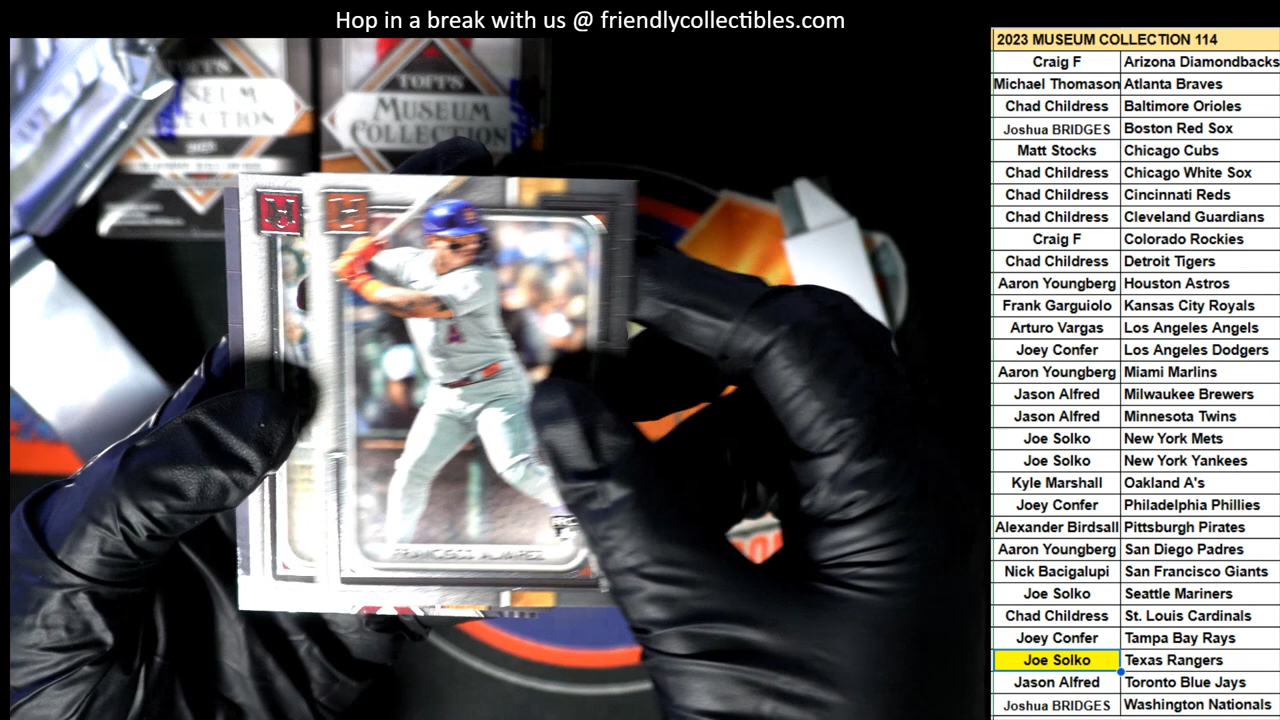 Hop in a break with us @ friendlycollectibles.com
2023 MUSEUM COLLECTION 114
Craig F Arizona Diamondbacks
Michael Thomason Atlanta Braves
Chad Childress Baltimore Orioles
Joshua BRIDGES Boston Red Sox
Matt Stocks Chicago Cubs
Chad Childress Chicago White Sox
Chad Childress Cincinnati Reds
Chad Childress Cleveland Guardians
Craig F Colorado Rockies
Chad Childress Detroit Tigers
Aaron Youngberg Houston Astros
Frank Garguiolo Kansas City Royals
Arturo Vargas Los Angeles Angels
Joey Confer Los Angeles Dodgers
Aaron Youngberg Miami Marlins
Jason Alfred Milwaukee Brewers
Jason Alfred Minnesota Twins
Joe Solko New York Mets
Joe Solko New York Yankees
Kyle Marshall Oakland A's
Joey Confer Philadelphia Phillies
Alexander Birdsall Pittsburgh Pirates
Aaron Youngberg San Diego Padres
Nick Bacigalupi San Francisco Giants
Joe Solko Seattle Mariners
Chad Childress St. Louis Cardinals
Joey Confer Tampa Bay Rays
Joe Solko Texas Rangers
Jason Alfred Toronto Blue Jays
Joshua BRIDGES Washington Nationals
TOPPS
MUSEUM
COLLECTION
2023
TOPPS
MUSEUM
COLLECTION
RC
FRANCISCO ALVAREZ